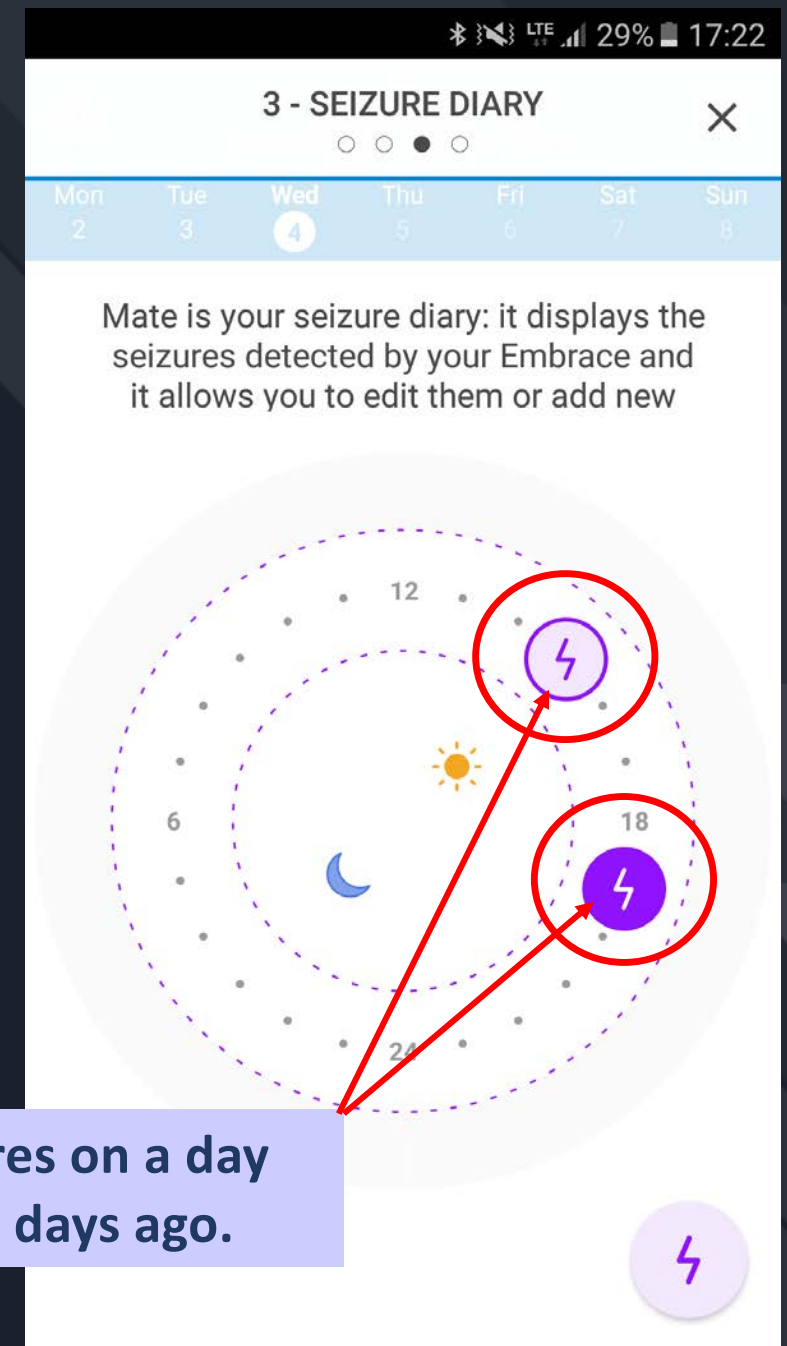 LTE 29% 17:22
3 - SEIZURE DIARY
Mon Tue Wed Thu Fri Sat Sun
2 3 4 5 6 7 8
Mate is your seizure diary: it displays the
seizures detected by your Embrace and
it allows you to edit them or add new
12
6 18
24
res on a day
days ago.